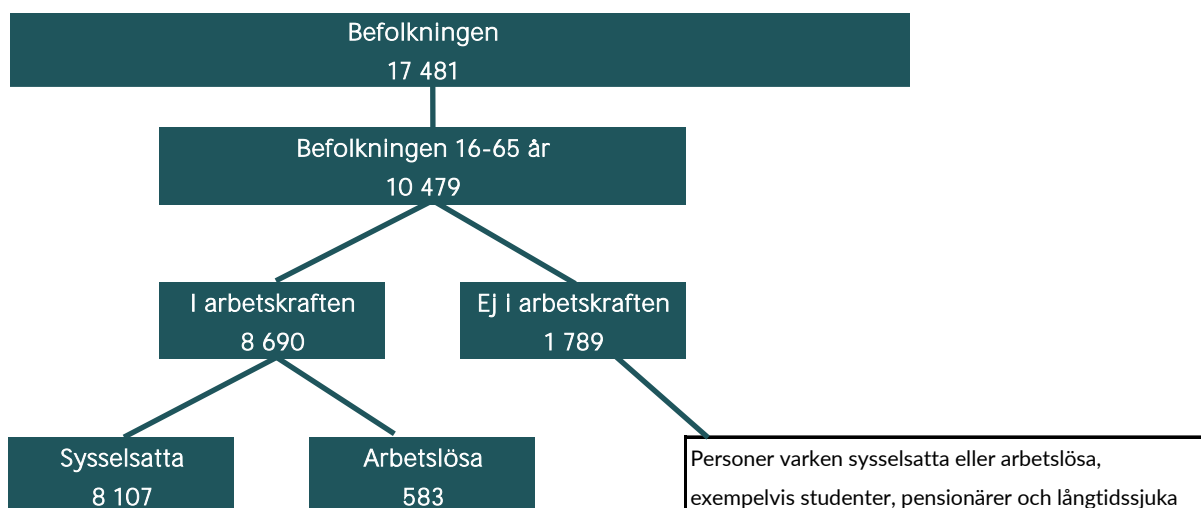 Befolkningen
17 481
Befolkningen 16-65 år
10 479
I arbetskraften
8 690
Ej i arbetskraften
1 789
Sysselsatta
8 107
Arbetslösa
583
Personer varken sysselsatta eller arbetslösa,
exempelvis studenter, pensionärer och långtidssjuka